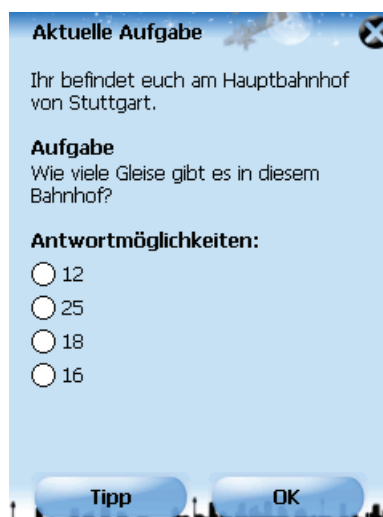 Aktuelle Aufgabe
Ihr befindet euch am Hauptbahnhof
von Stuttgart.
Aufgabe
Wie viele Gleise gibt es in diesem
Bahnhof?
Antwortmöglichkeiten:
12
25
18
16
Tipp OK